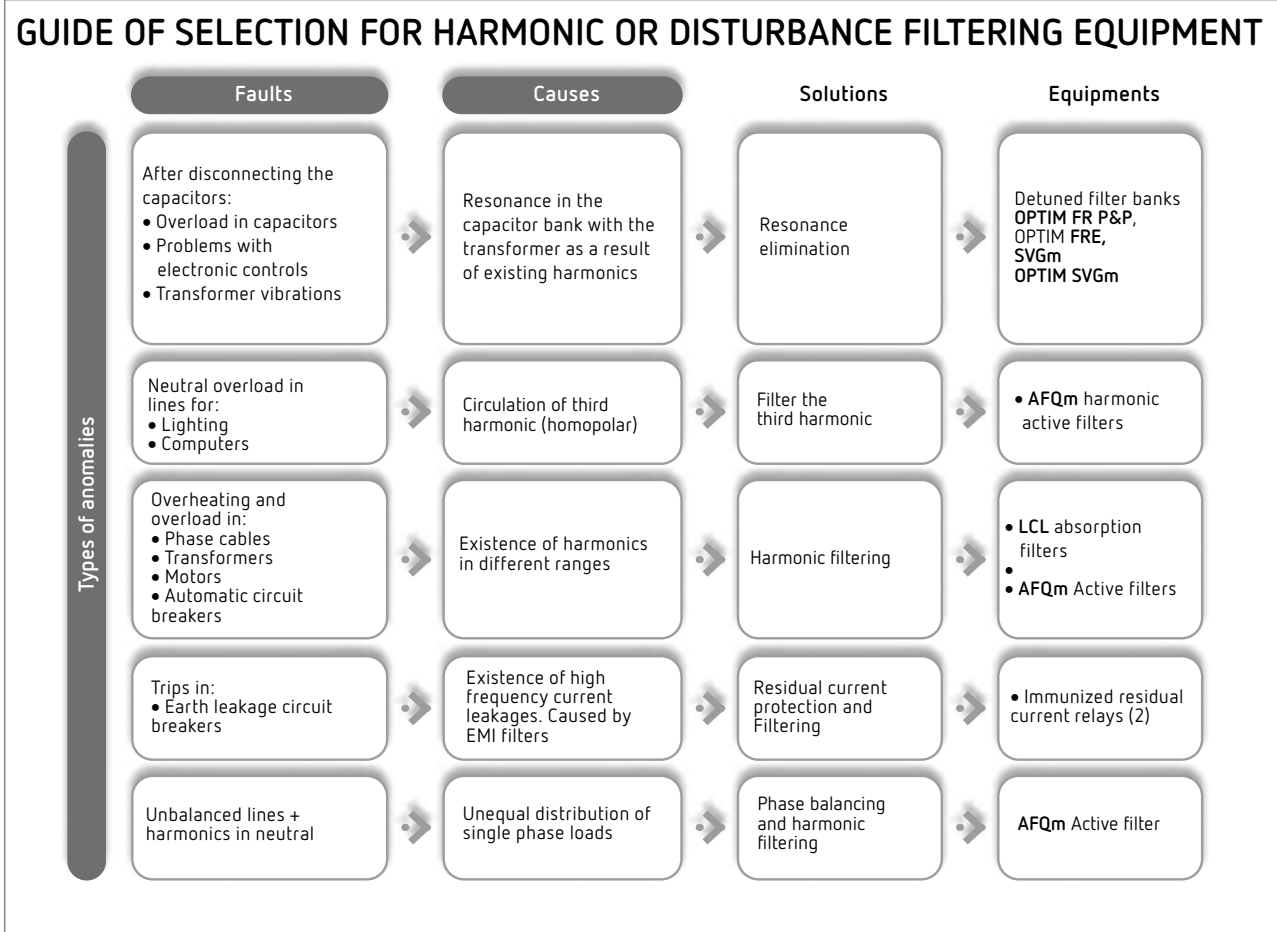 GUIDE OF SELECTION FOR HARMONIC OR DISTURBANCE FILTERING EQUIPMENT
Faults
Causes
Solutions
Equipments
Types of anomalies
After disconnecting the
capacitors:
• Overload in capacitors
• Problems with
electronic controls
• Transformer vibrations
Resonance in the
capacitor bank with the
transformer as a result
of existing harmonics
Resonance
elimination
Detuned filter banks
OPTIM FR P&P,
OPTIM FRE,
SVGm
OPTIM SVGm
Neutral overload in
lines for:
• Lighting
• Computers
Circulation of third
harmonic (homopolar)
Filter the
third harmonic
• AFQm harmonic
active filters
Overheating and
overload in:
• Phase cables
• Transformers
• Motors
• Automatic circuit
breakers
Existence of harmonics
in different ranges
Harmonic filtering
• LCL absorption
filters
•
• AFQm Active filters
Trips in:
• Earth leakage circuit
breakers
Existence of high
frequency current
leakages. Caused by
EMI filters
Residual current
protection and
Filtering
• Immunized residual
current relays (2)
Unbalanced lines +
harmonics in neutral
Unequal distribution of
single phase loads
Phase balancing
and harmonic
filtering
AFQm Active filter